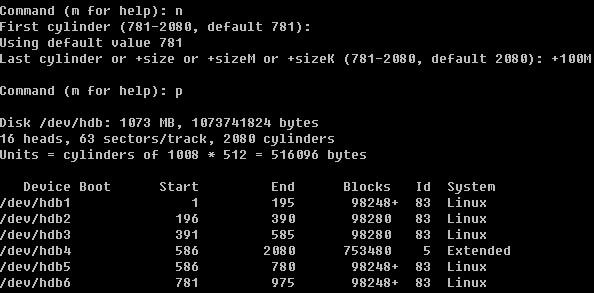 Command (m for help): n
First cylinder (781-2080, default 781):
Using default value 781
Last cylinder or +size or +sizeM or +sizeK (781-2080, default 2080): +100M
Command (m for help): p
Disk /dev/hdb: 1073 MB, 1073741824 bytes
16 heads, 63 sectors/track, 2080 cylinders
Units = cylinders of 1008 * 512 = 516096 bytes
Device Boot Start End Blocks Id System
/dev/hdb1 1 195 98248+ 83 Linux
/dev/hdb2 196 390 98280 83 Linux
/dev/hdb3 391 585 98280 83 Linux
/dev/hdb4 586 2080 753480 5 Extended
/dev/hdb5 586 780 98248+ 83 Linux
/dev/hdb6 781 975 98248+ 83 Linux